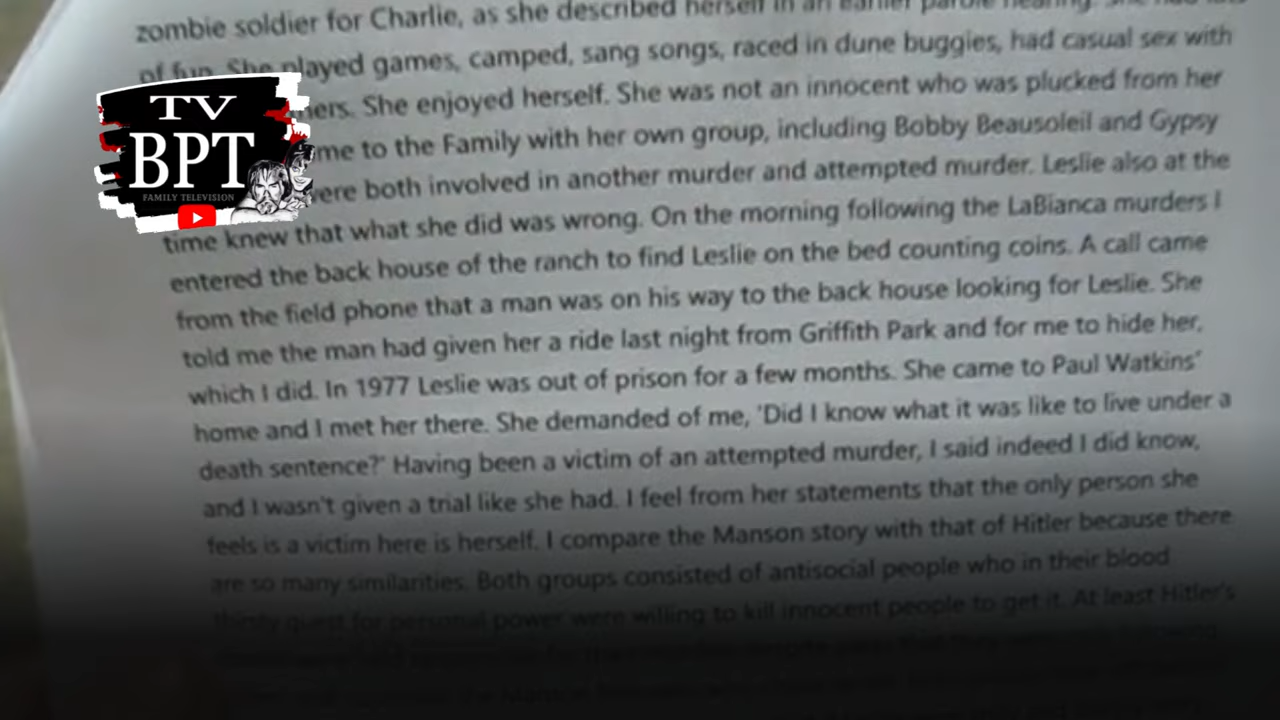 zombie soldier for Charlie, as she described herself in an earlier parole hearing. She had lots
of fun. She played games, camped, sang songs, raced in dune buggies, had casual sex with
hers. She enjoyed herself. She was not an innocent who was plucked from her
me to the Family with her own group, including Bobby Beausoleil and Gypsy
were both involved in another murder and attempted murder. Leslie also at the
time knew that what she did was wrong. On the morning following the LaBianca murders I
entered the back house of the ranch to find Leslie on the bed counting coins. A call came
from the field phone that a man was on his way to the back house looking for Leslie. She
told me the man had given her a ride last night from Griffith Park and for me to hide her,
which I did. In 1977 Leslie was out of prison for a few months. She came to Paul Watkins'
home and I met her there. She demanded of me, 'Did I know what it was like to live under a
death sentence?' Having been a victim of an attempted murder, I said indeed I did know,
and I wasn't given a trial like she had. I feel from her statements that the only person she
feels is a victim here is herself. I compare the Manson story with that of Hitler because there
are so many similarities. Both groups consisted of antisocial people who in their blood
thirsty quest for personal power were willing to kill innocent people to get it. At least Hitler's
TV
BPT
FAMILY TELEVISION